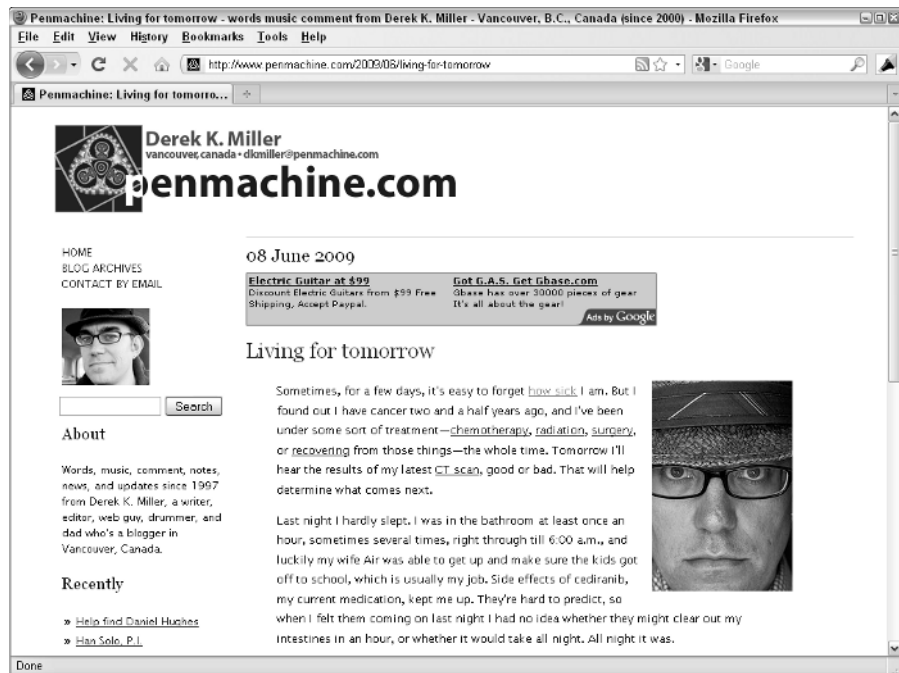 Penmachine: Living for tomorrow - words music comment from Derek K. Miller - Vancouver, B.C., Canada (since 2000) - Mozilla Firefox
File Edit View History Bookmarks Tools Help
http://www.penmachine.com/2009/06/living-for-tomorrow
Google
Penmachine: Living for tomorro...
Derek K. Miller
vancouver, canada • dkmiller@penmachine.com
penmachine.com
HOME
BLOG ARCHIVES
CONTACT BY EMAIL
Search
About
Words, music, comment, notes,
news, and updates since 1997
from Derek K. Miller, a writer,
editor, web guy, drummer, and
dad who's a blogger in
Vancouver, Canada.
Recently
» Help find Daniel Hughes
» Han Solo, P.I.
08 June 2009
Electric Guitar at $99
Discount Electric Guitars from $99 Free
Shipping, Accept Paypal.
Got G.A.S. Get Gbase.com
Gbase has over 30000 pieces of gear
It's all about the gear!
Ads by Google
Living for tomorrow
Sometimes, for a few days, it's easy to forget how sick I am. But I
found out I have cancer two and a half years ago, and I've been
under some sort of treatment—chemotherapy, radiation, surgery,
or recovering from those things—the whole time. Tomorrow I'll
hear the results of my latest CT scan, good or bad. That will help
determine what comes next.
Last night I hardly slept. I was in the bathroom at least once an
hour, sometimes several times, right through till 6:00 a.m., and
luckily my wife Air was able to get up and make sure the kids got
off to school, which is usually my job. Side effects of cediranib,
my current medication, kept me up. They're hard to predict, so
when I felt them coming on last night I had no idea whether they might clear out my
intestines in an hour, or whether it would take all night. All night it was.
Done